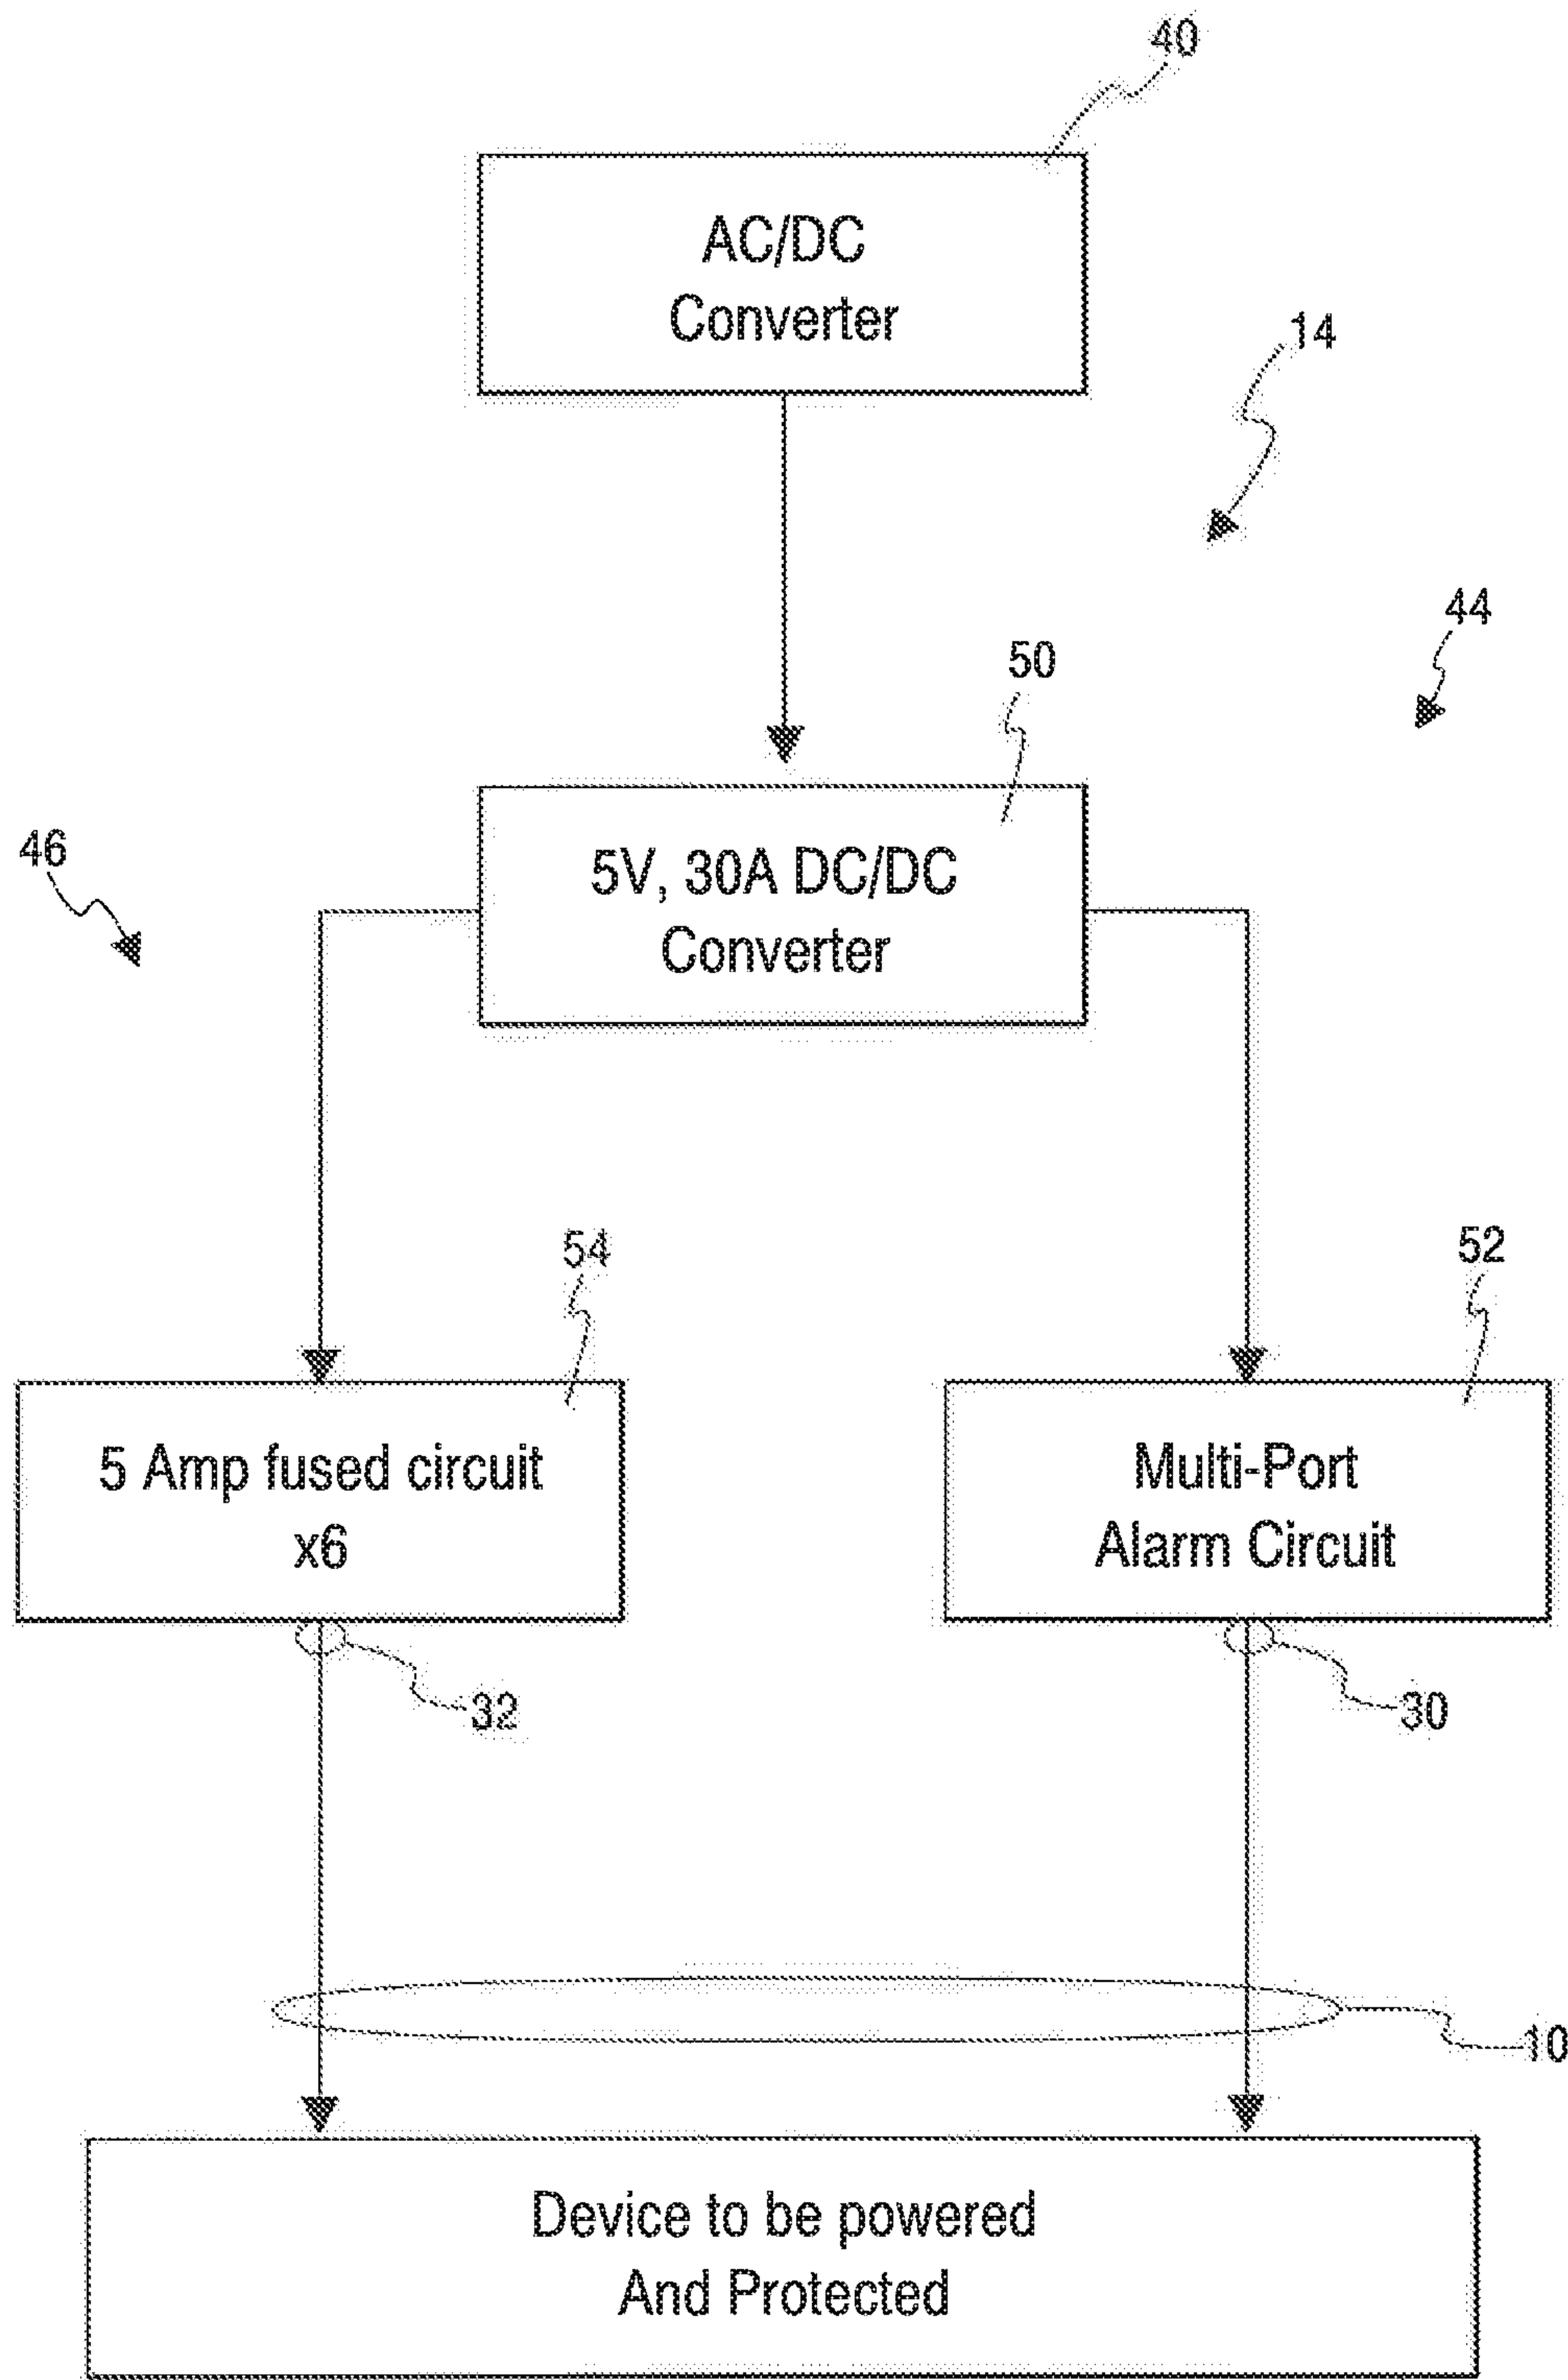 40
AC/DC
Converter
14
44
50
5V, 30A DC/DC
Converter
46
54
52
5 Amp fused circuit
x6
Multi-Port
Alarm Circuit
32
30
10
Device to be powered
And Protected